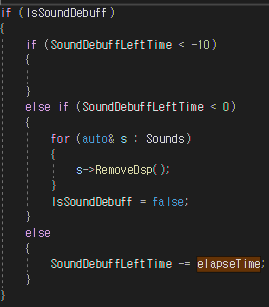 if (IsSoundDebuff)
{
    if (SoundDebuffLeftTime < -10)
    {

    }
    else if (SoundDebuffLeftTime < 0)
    {
        for (auto& s : Sounds)
        {
            s->RemoveDsp();
        }
        IsSoundDebuff = false;
    }
    else
    {
        SoundDebuffLeftTime -= elapseTime;
    }
}